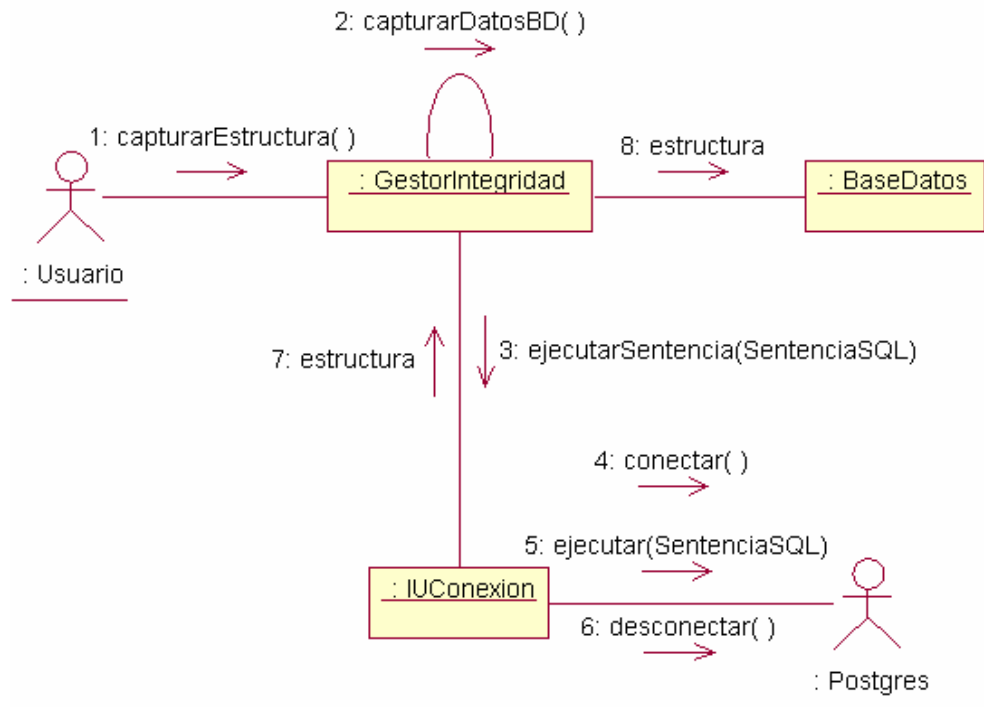 2: capturarDatosBD( )
1: capturarEstructura( )
8: estructura
: GestorIntegridad
: BaseDatos
: Usuario
7: estructura
3: ejecutarSentencia(SentenciaSQL)
4: conectar( )
5: ejecutar(SentenciaSQL)
: IUConexion
6: desconectar( )
: Postgres